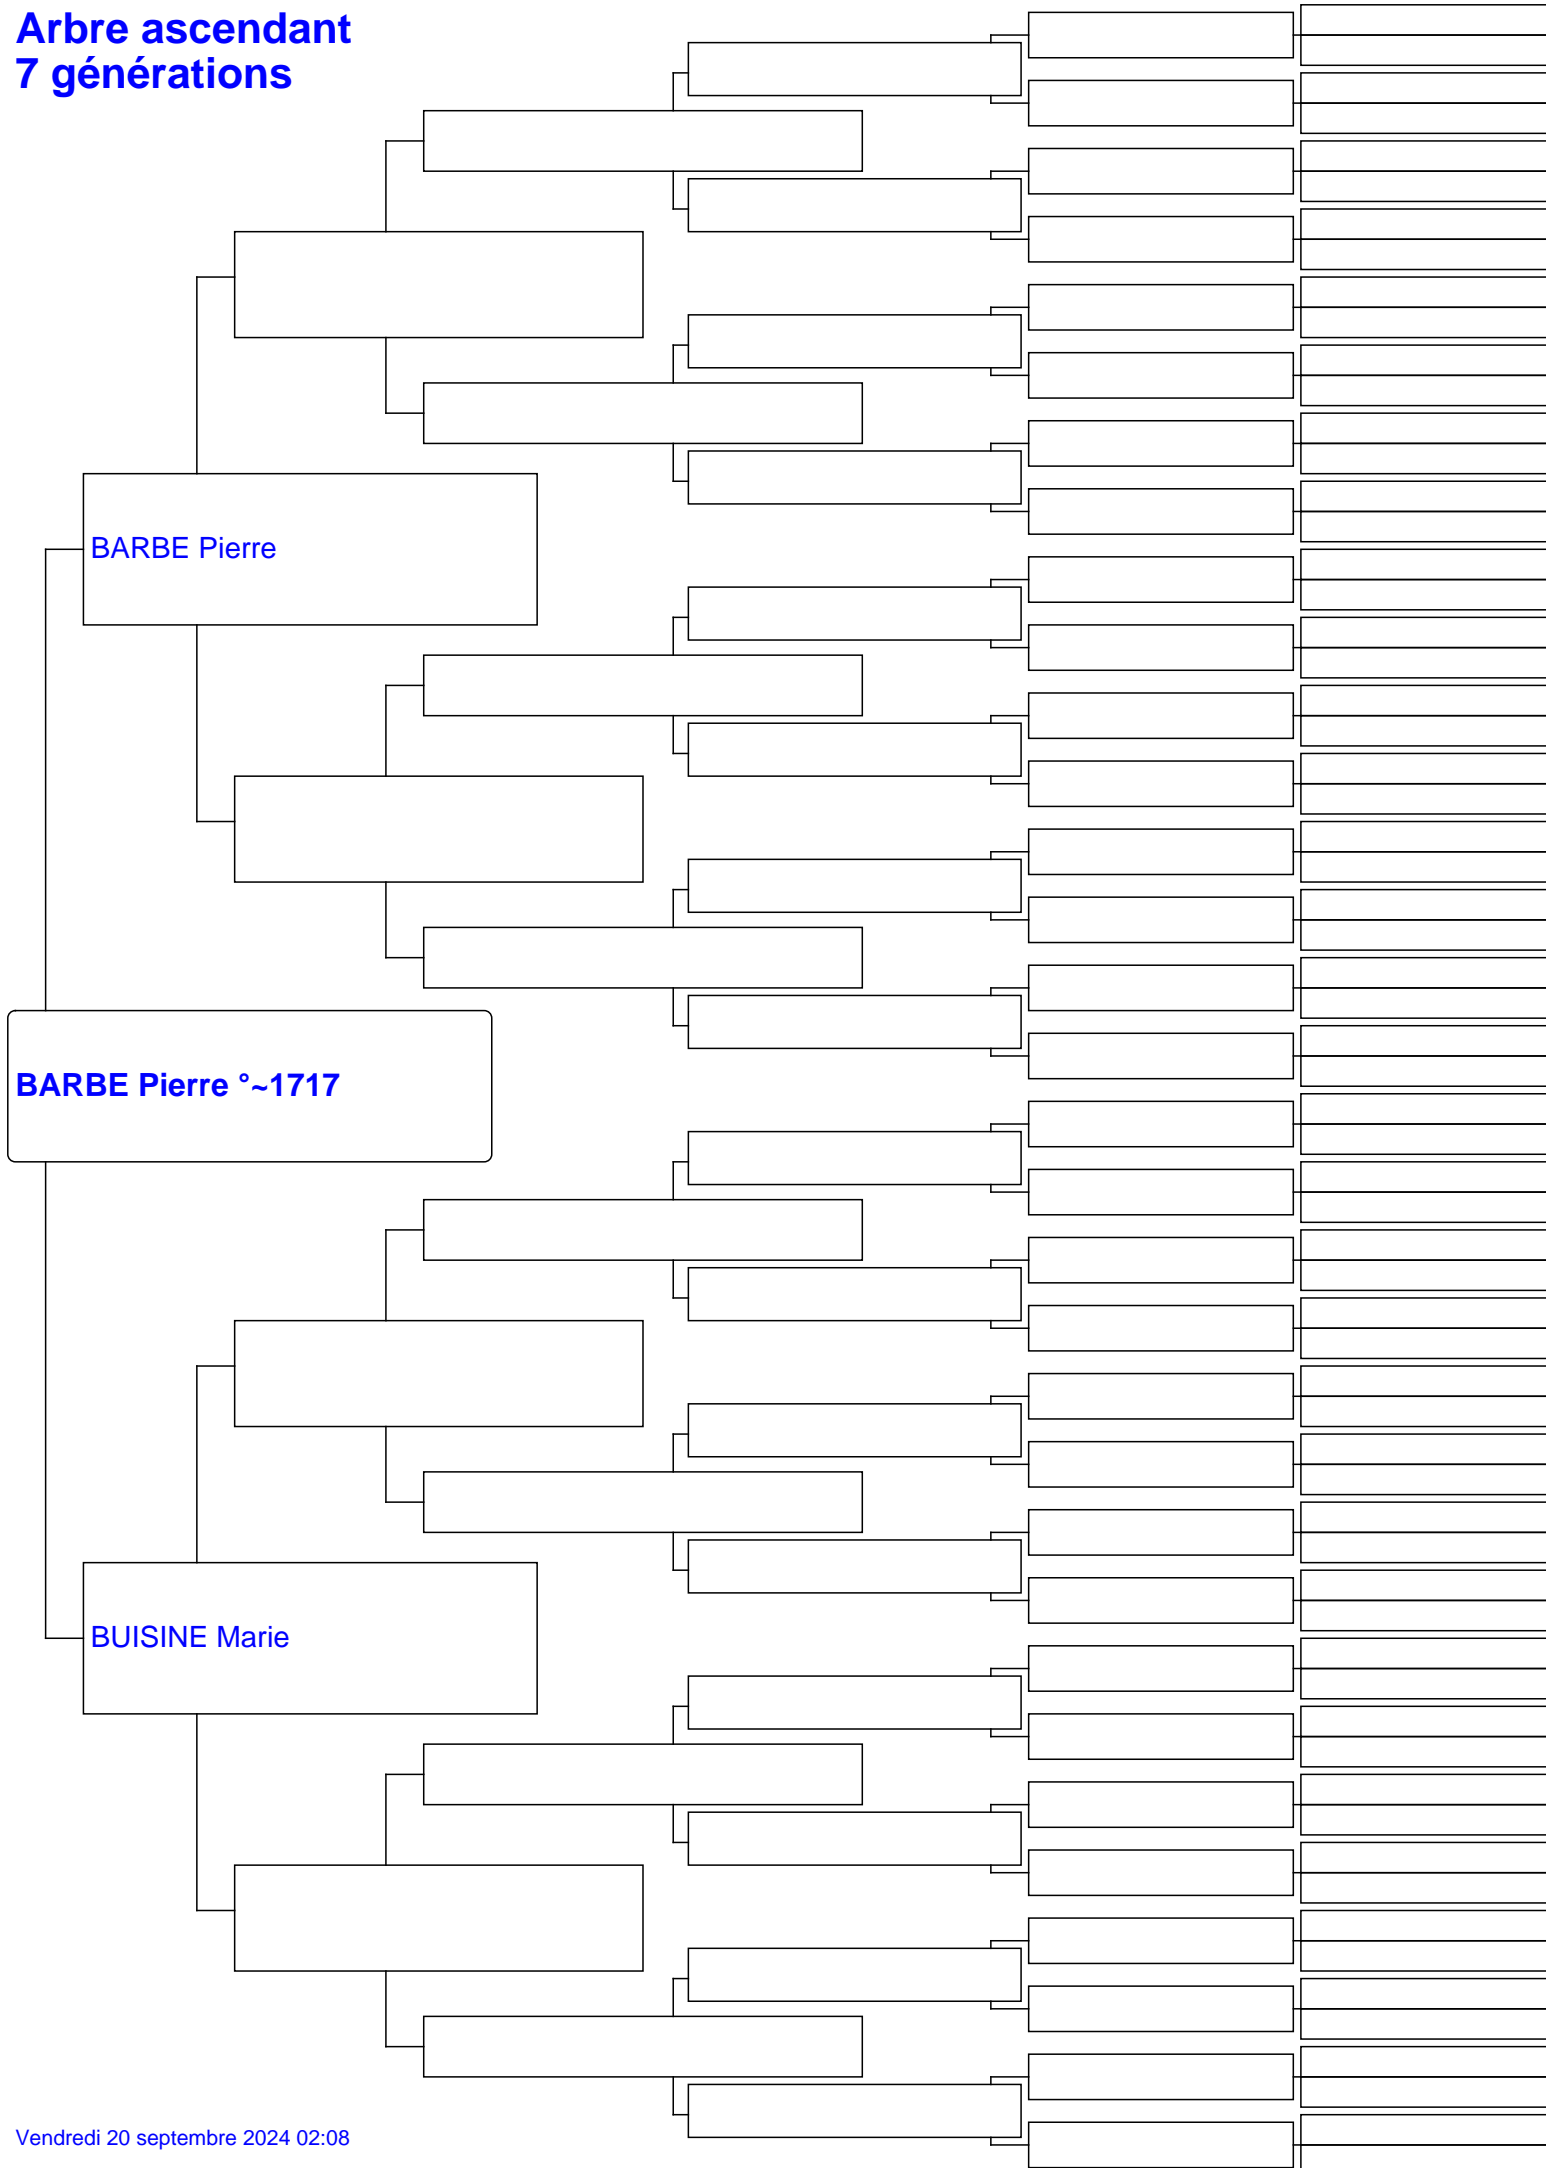 Arbre ascendant
7 générations
BARBE Pierre
BARBE Pierre °~1717
BUISINE Marie
Vendredi 20 septembre 2024 02:08